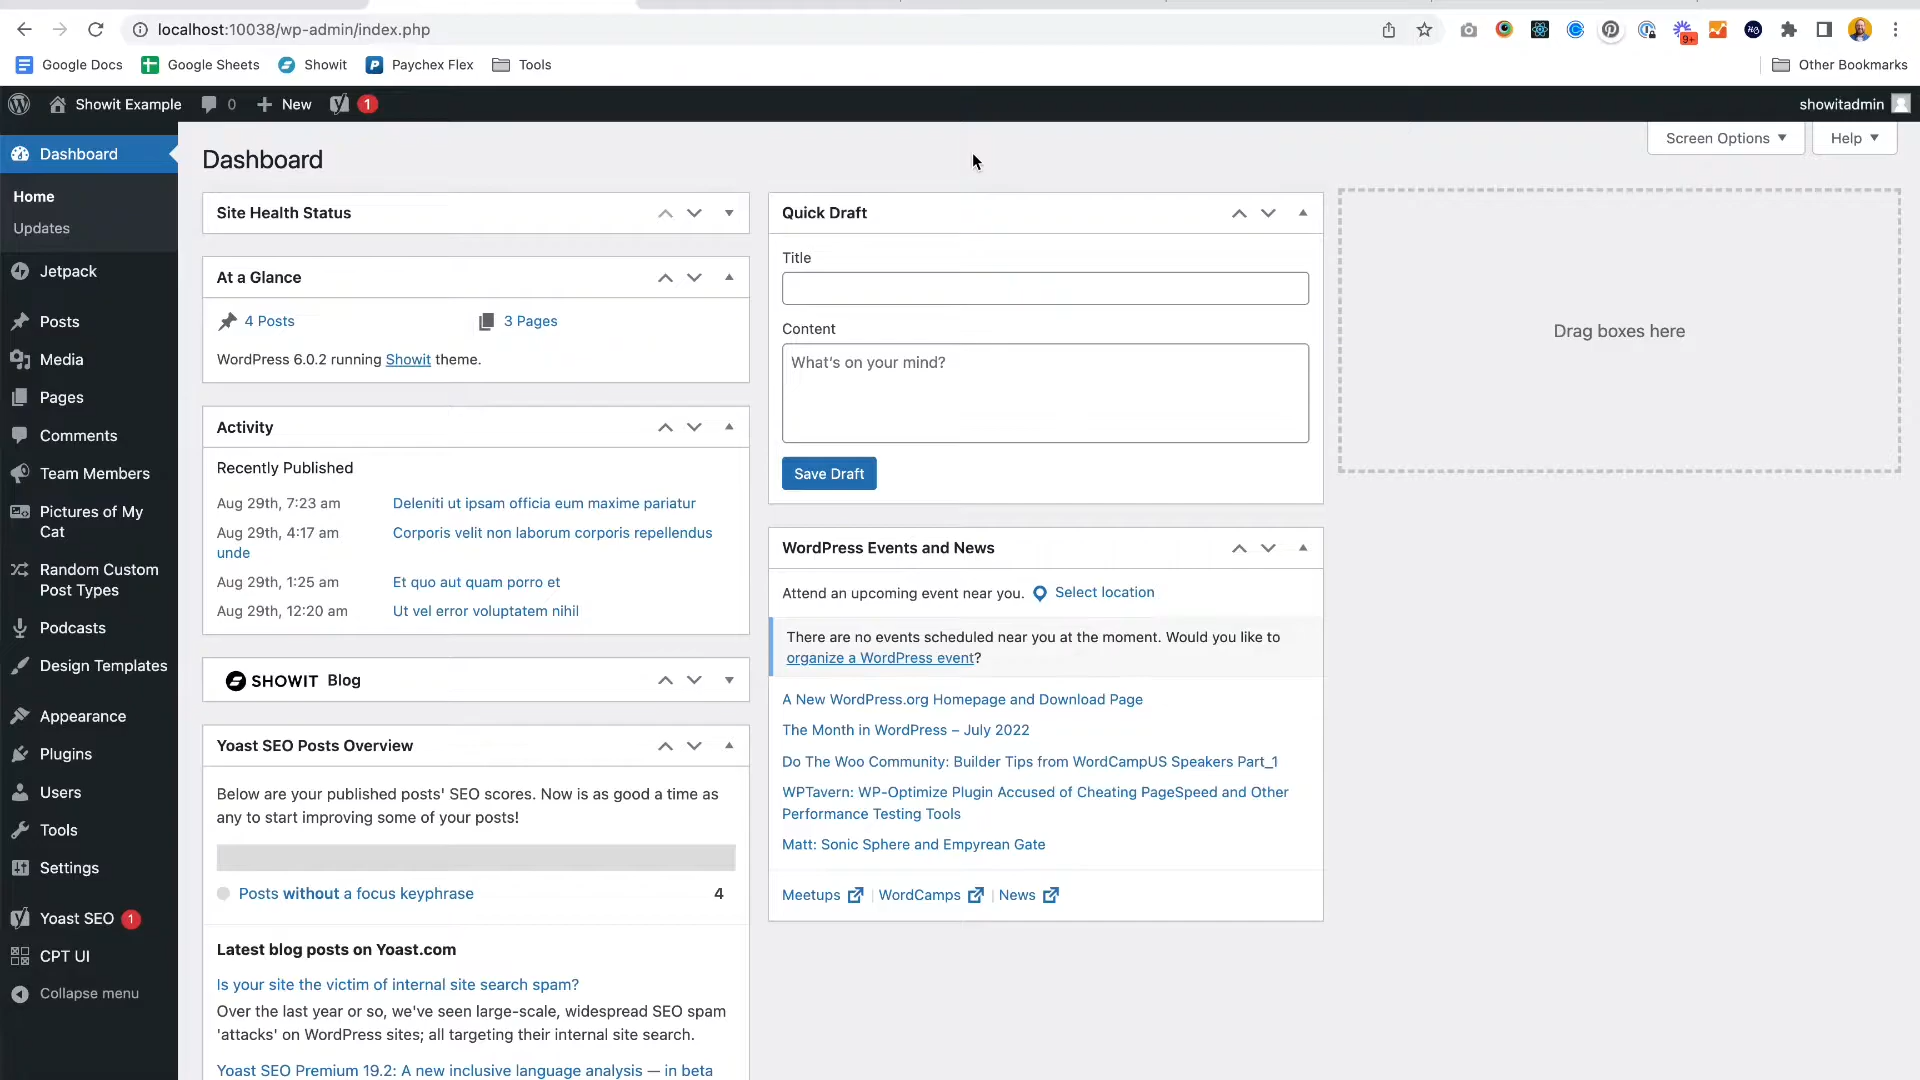 localhost:10038/wp-admin/index.php
9+
Google Docs
Google Sheets
Showit
Paychex Flex
Tools
Other Bookmarks
Showit Example
0
New
1
showitadmin
Screen Options
Help
Dashboard
Home
Updates
Jetpack
Posts
Media
Pages
Comments
Team Members
Pictures of My
Cat
Random Custom
Post Types
Podcasts
Design Templates
Appearance
Plugins
Users
Tools
Settings
Yoast SEO 1
CPT UI
Collapse menu
Dashboard
Site Health Status
At a Glance
4 Posts
3 Pages
WordPress 6.0.2 running Showit theme.
Activity
Recently Published
Aug 29th, 7:23 am Deleniti ut ipsam officia eum maxime pariatur
Aug 29th, 4:17 am Corporis velit non laborum corporis repellendus
unde
Aug 29th, 1:25 am Et quo aut quam porro et
Aug 29th, 12:20 am Ut vel error voluptatem nihil
SHOWIT Blog
Yoast SEO Posts Overview
Below are your published posts' SEO scores. Now is as good a time as
any to start improving some of your posts!
Posts without a focus keyphrase 4
Latest blog posts on Yoast.com
Is your site the victim of internal site search spam?
Over the last year or so, we've seen large-scale, widespread SEO spam
'attacks' on WordPress sites; all targeting their internal site search.
Yoast SEO Premium 19.2: A new inclusive language analysis — in beta
Quick Draft
Title
Content
What's on your mind?
Save Draft
WordPress Events and News
Attend an upcoming event near you. Select location
There are no events scheduled near you at the moment. Would you like to
organize a WordPress event?
A New WordPress.org Homepage and Download Page
The Month in WordPress – July 2022
Do The Woo Community: Builder Tips from WordCampUS Speakers Part_1
WPTavern: WP-Optimize Plugin Accused of Cheating PageSpeed and Other
Performance Testing Tools
Matt: Sonic Sphere and Empyrean Gate
Meetups | WordCamps | News
Drag boxes here